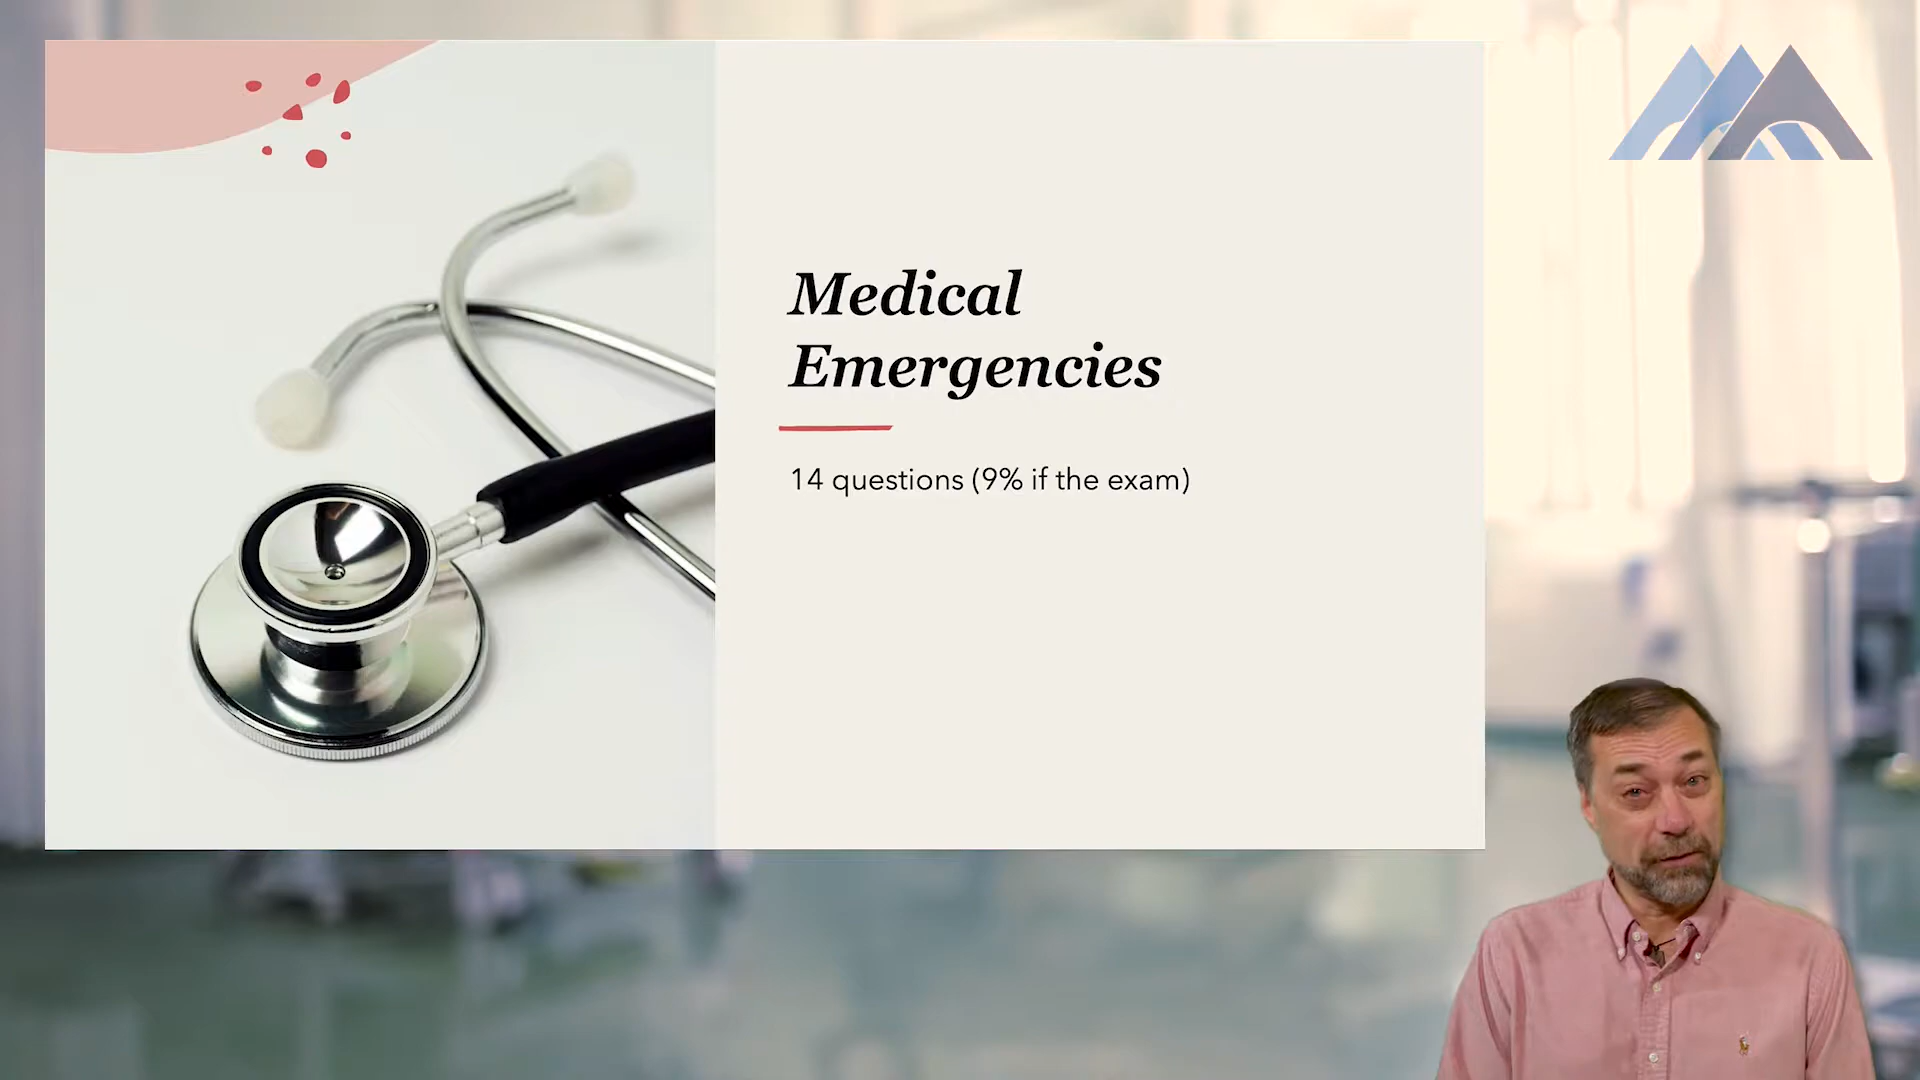 Medical
Emergencies
14 questions (9% if the exam)